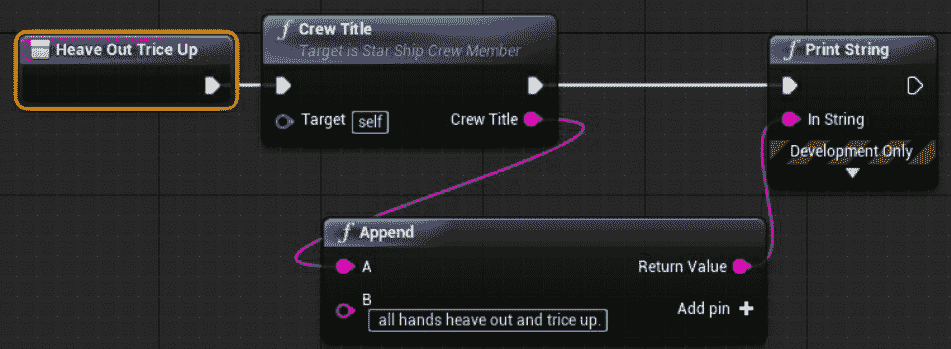 Heave Out Trice Up
f Crew Title
Target is Star Ship Crew Member
Target self
Crew Title
f Print String
In String
Development Only
f Append
A
Return Value
B
all hands heave out and trice up.
Add pin +